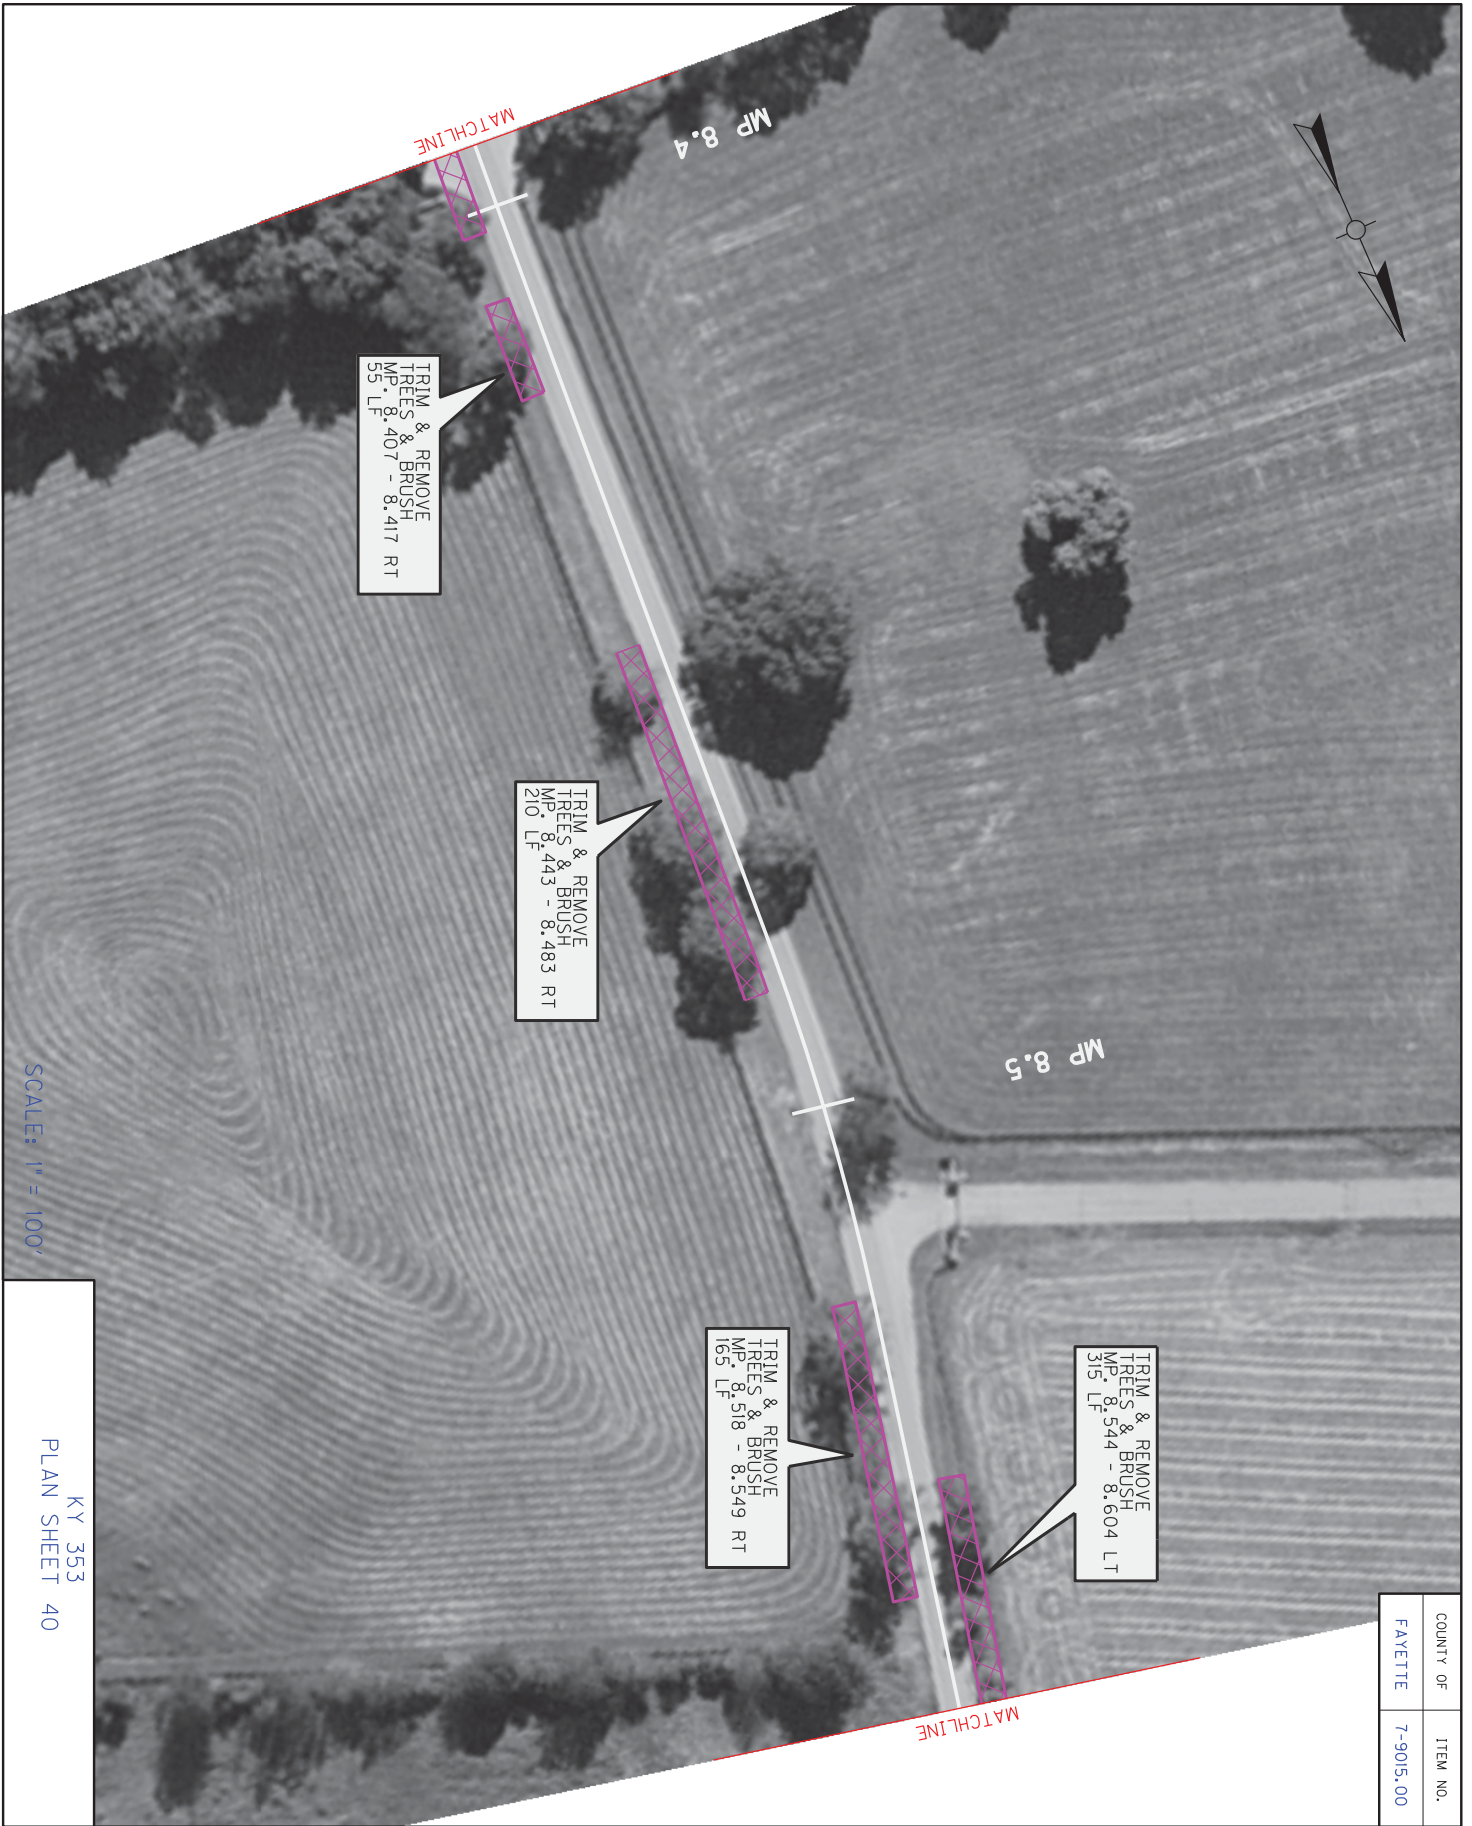 COUNTY OF
ITEM NO.
FAYETTE
7-9015.00
MATCHLINE
MP 8.4
TRIM & REMOVE
TREES & BRUSH
MP. 8.407 - 8.417 RT
55 LF
TRIM & REMOVE
TREES & BRUSH
MP. 8.443 - 8.483 RT
210 LF
MP 8.5
TRIM & REMOVE
TREES & BRUSH
MP. 8.544 - 8.604 LT
315 LF
TRIM & REMOVE
TREES & BRUSH
MP. 8.518 - 8.549 RT
165 LF
MATCHLINE
SCALE: 1" = 100'
KY 353
PLAN SHEET 40